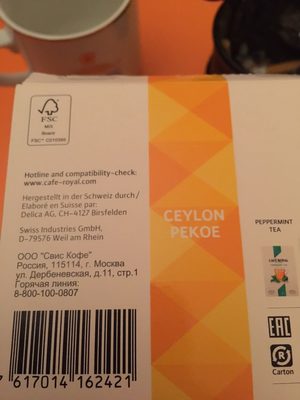 FSC
MIX
Board
FSC® C010395
Hotline and compatibility-check:
www.cafe-royal.com
Hergestellt in der Schweiz durch/
Elaboré en Suisse par:
Delica AG, CH-4127 Birsfelden
Swiss Industries GmbH,
D-79576 Weil am Rhein
ООО "Свис Кофе"
Россия, 115114, г. Москва
ул. Дербеневская, д.11, стр.1
Горячая линия:
8-800-100-0807
7 617014 162421
CEYLON
PEKOE
PEPPERMINT
TEA
EAC
R
Carton